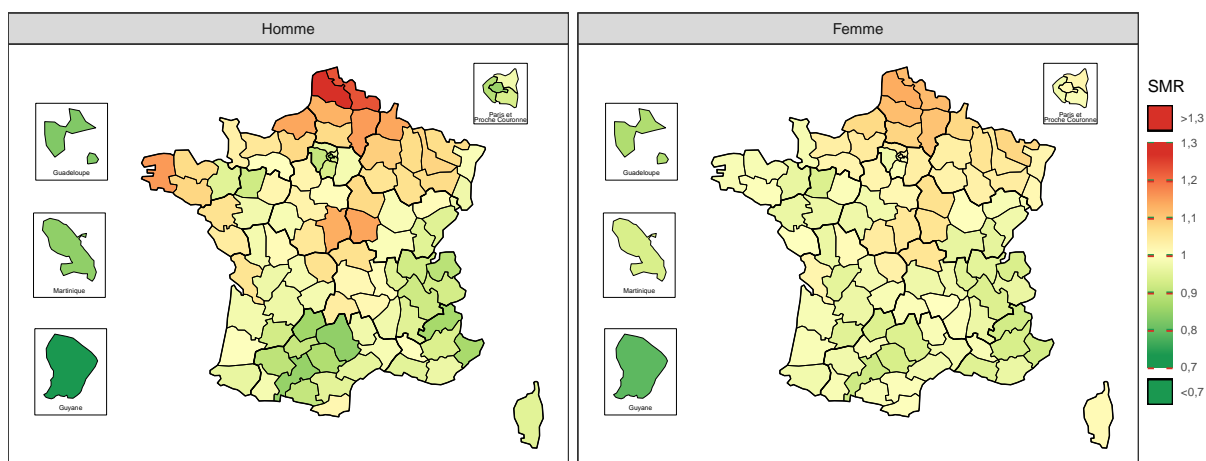 Homme
Femme
Paris et
Proche Couronne
Guadeloupe
Martinique
Guyane
Paris et
Proche Couronne
Guadeloupe
Martinique
Guyane
SMR
>1,3
1,3
1,2
1,1
1
0,9
0,8
0,7
<0,7